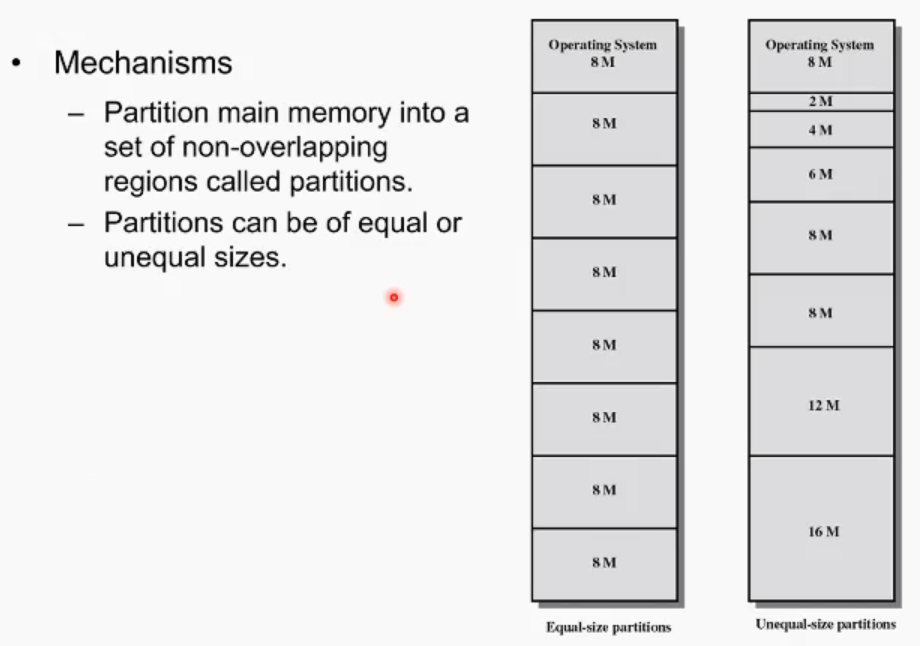 • Mechanisms
– Partition main memory into a
set of non-overlapping
regions called partitions.
– Partitions can be of equal or
unequal sizes.
Operating System
8 M
8 M
8 M
8 M
8 M
8 M
8 M
8 M
Equal-size partitions
Operating System
8 M
2 M
4 M
6 M
8 M
8 M
12 M
16 M
Unequal-size partitions